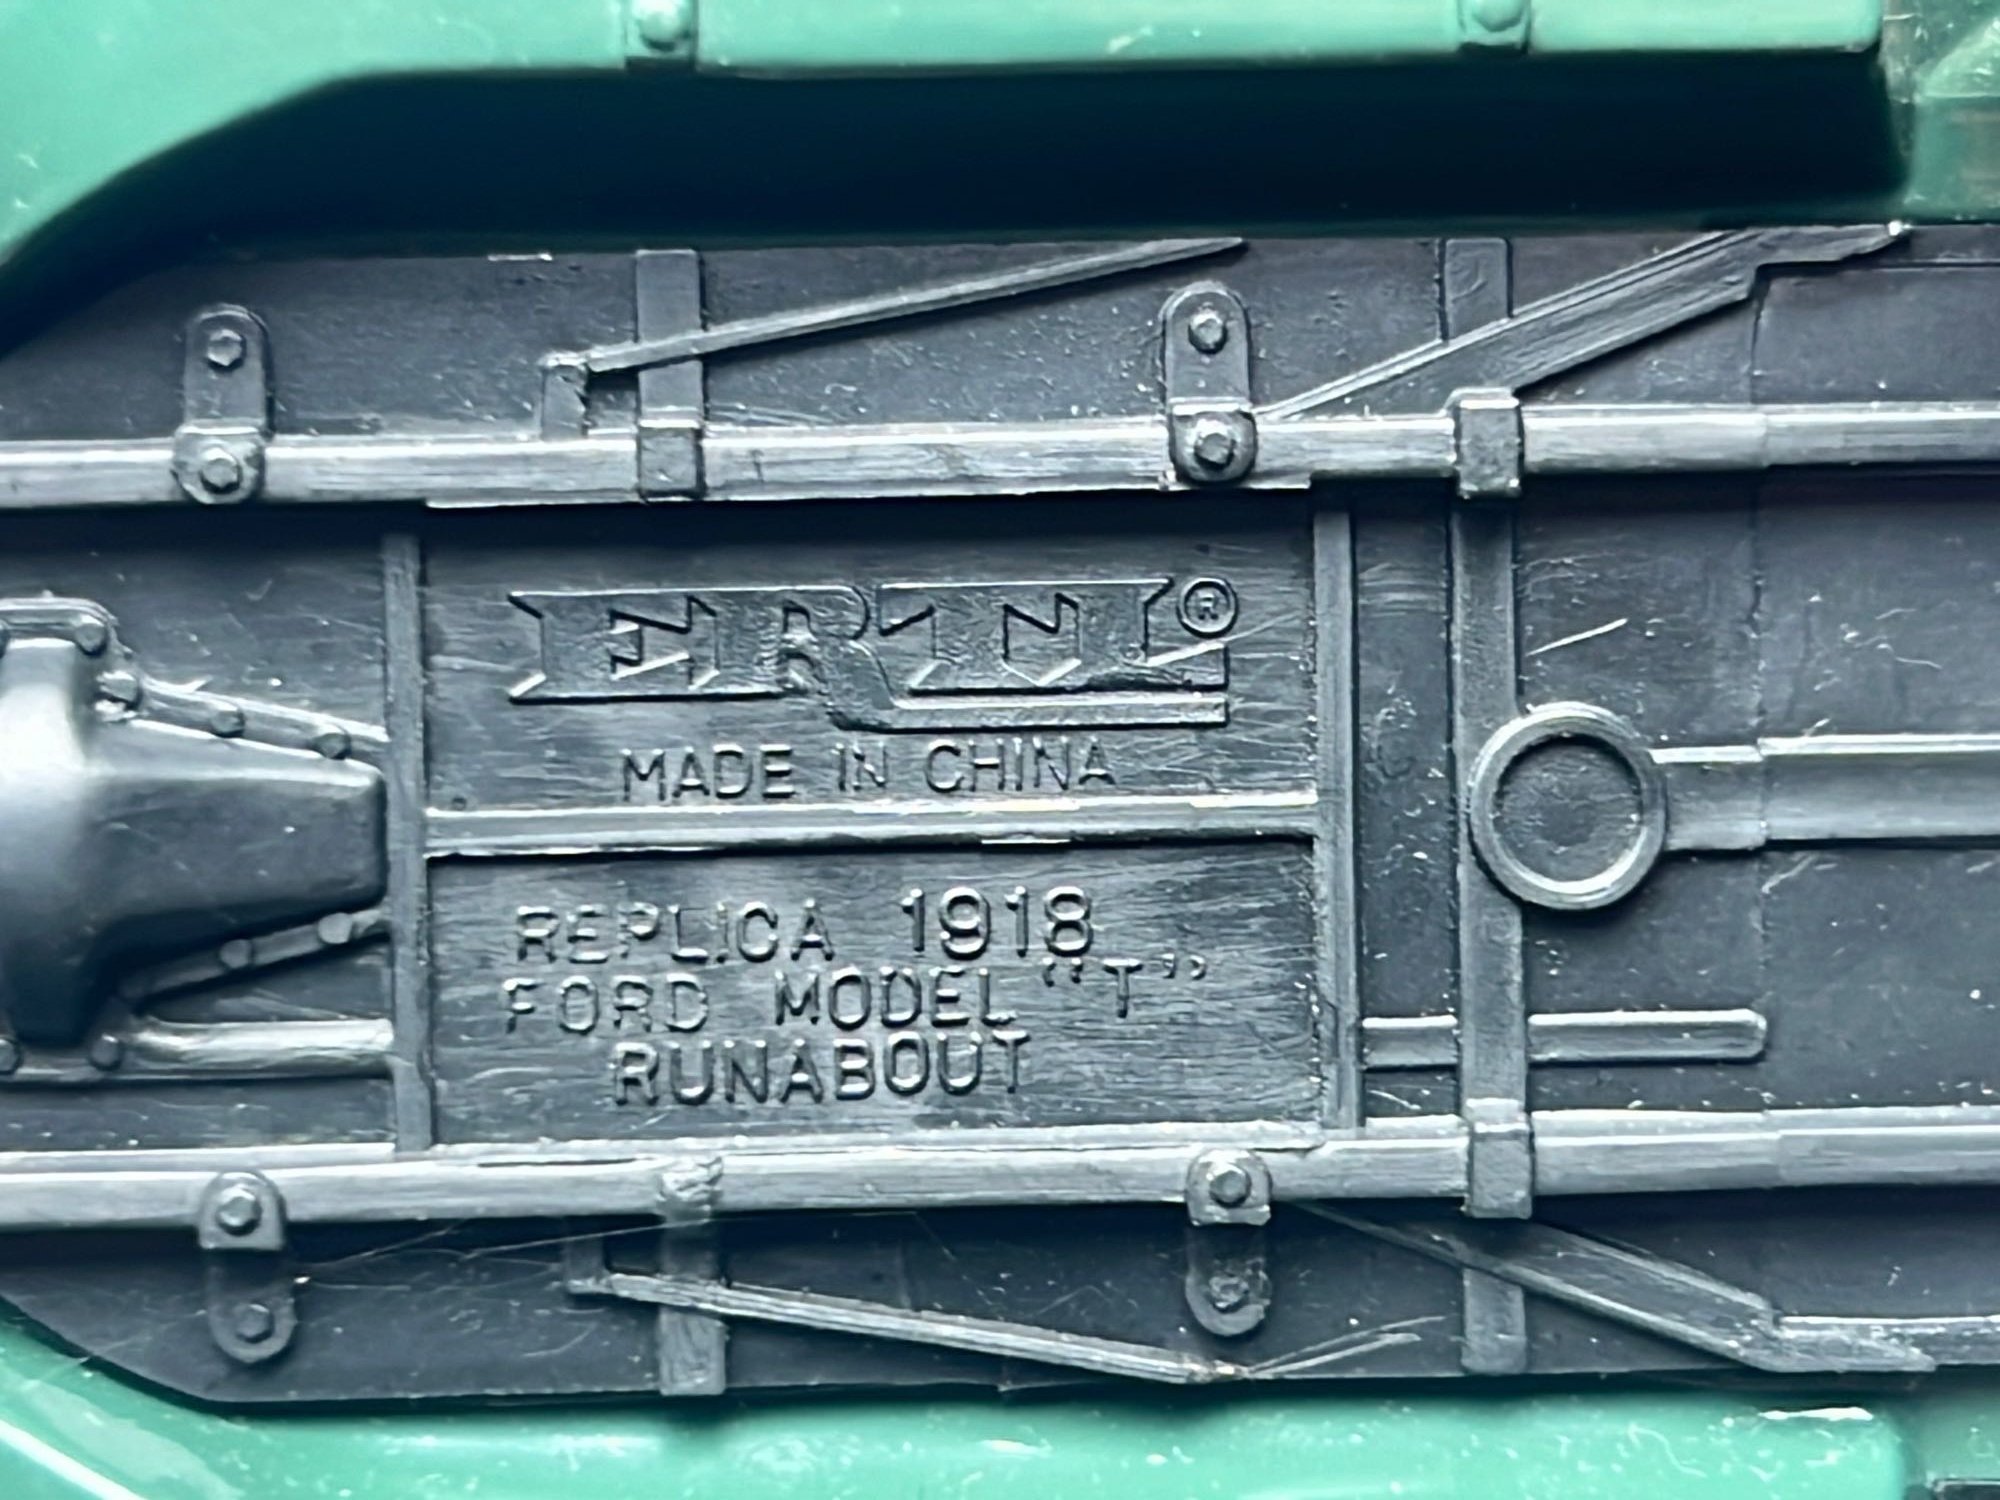 ERTL®
MADE IN CHINA
REPLICA 1918
FORD MODEL "T"
RUNABOUT